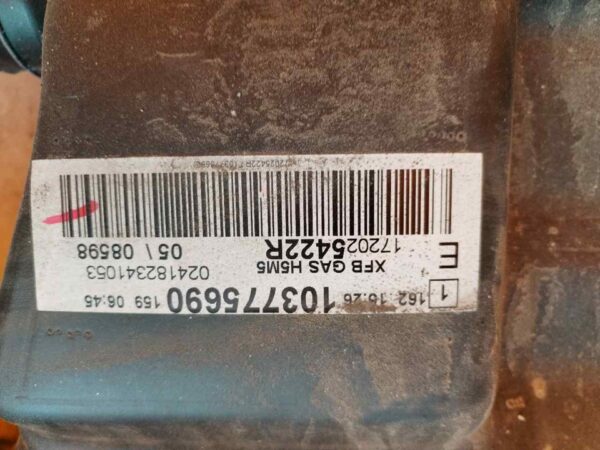 1 162 15:26 103775690 159 06:45
XFB GAS H5M5 024182341053
E 172025422R 05 \ 08598